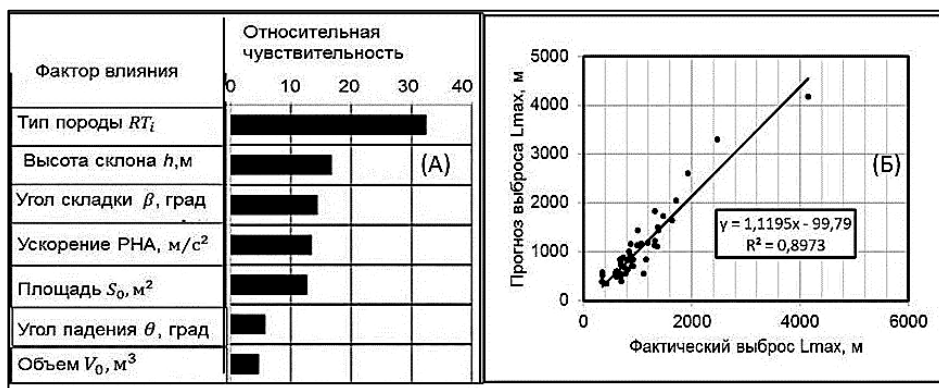 Фактор влияния
Относительная
чувствительность
0 10 20 30 40
Тип породы RTᵢ
Высота склона h,м
Угол складки β, град
Ускорение PHA, м/с²
Площадь S₀, м²
Угол падения θ, град
Объем V₀, м³
(А)
Прогноз выброса Lmax, м
5000
4000
3000
2000
1000
0
(Б)
y = 1,1195x - 99,79
R² = 0,8973
0 2000 4000 6000
Фактический выброс Lmax, м